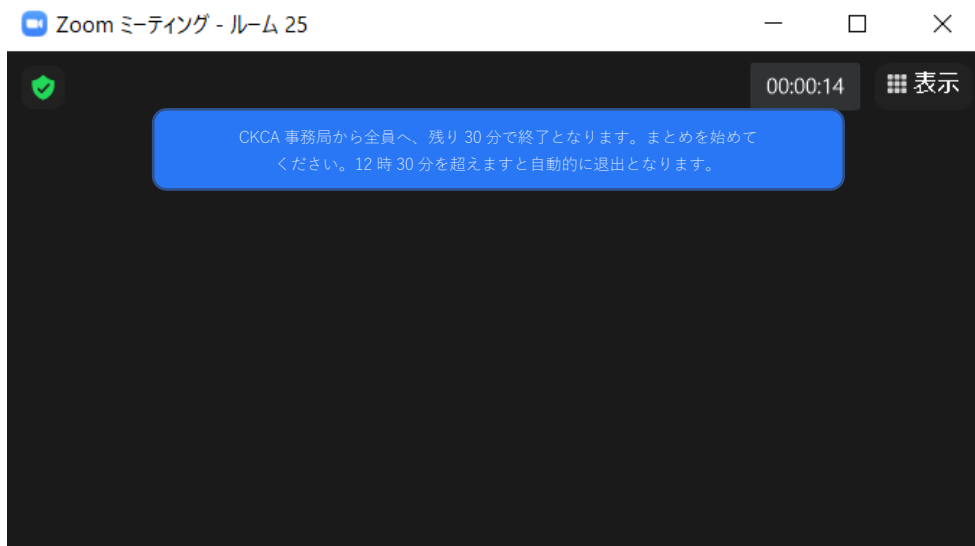 Zoom ミーティング - ルーム 25
00:00:14
表示
CKCA 事務局から全員へ、残り 30 分で終了となります。まとめを始めて
ください。12 時 30 分を超えますと自動的に退出となります。